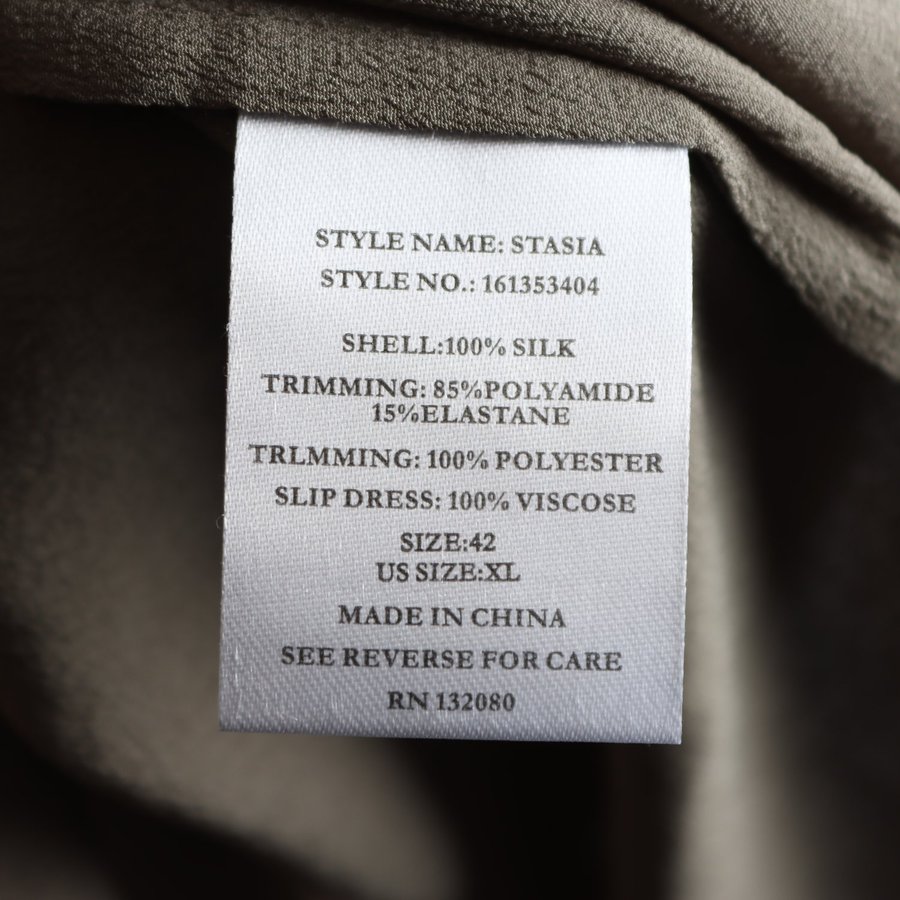 STYLE NAME: STASIA
STYLE NO.: 161353404
SHELL:100% SILK
TRIMMING: 85%POLYAMIDE
15%ELASTANE
TRLMMING: 100% POLYESTER
SLIP DRESS: 100% VISCOSE
SIZE:42
US SIZE:XL
MADE IN CHINA
SEE REVERSE FOR CARE
RN 132080